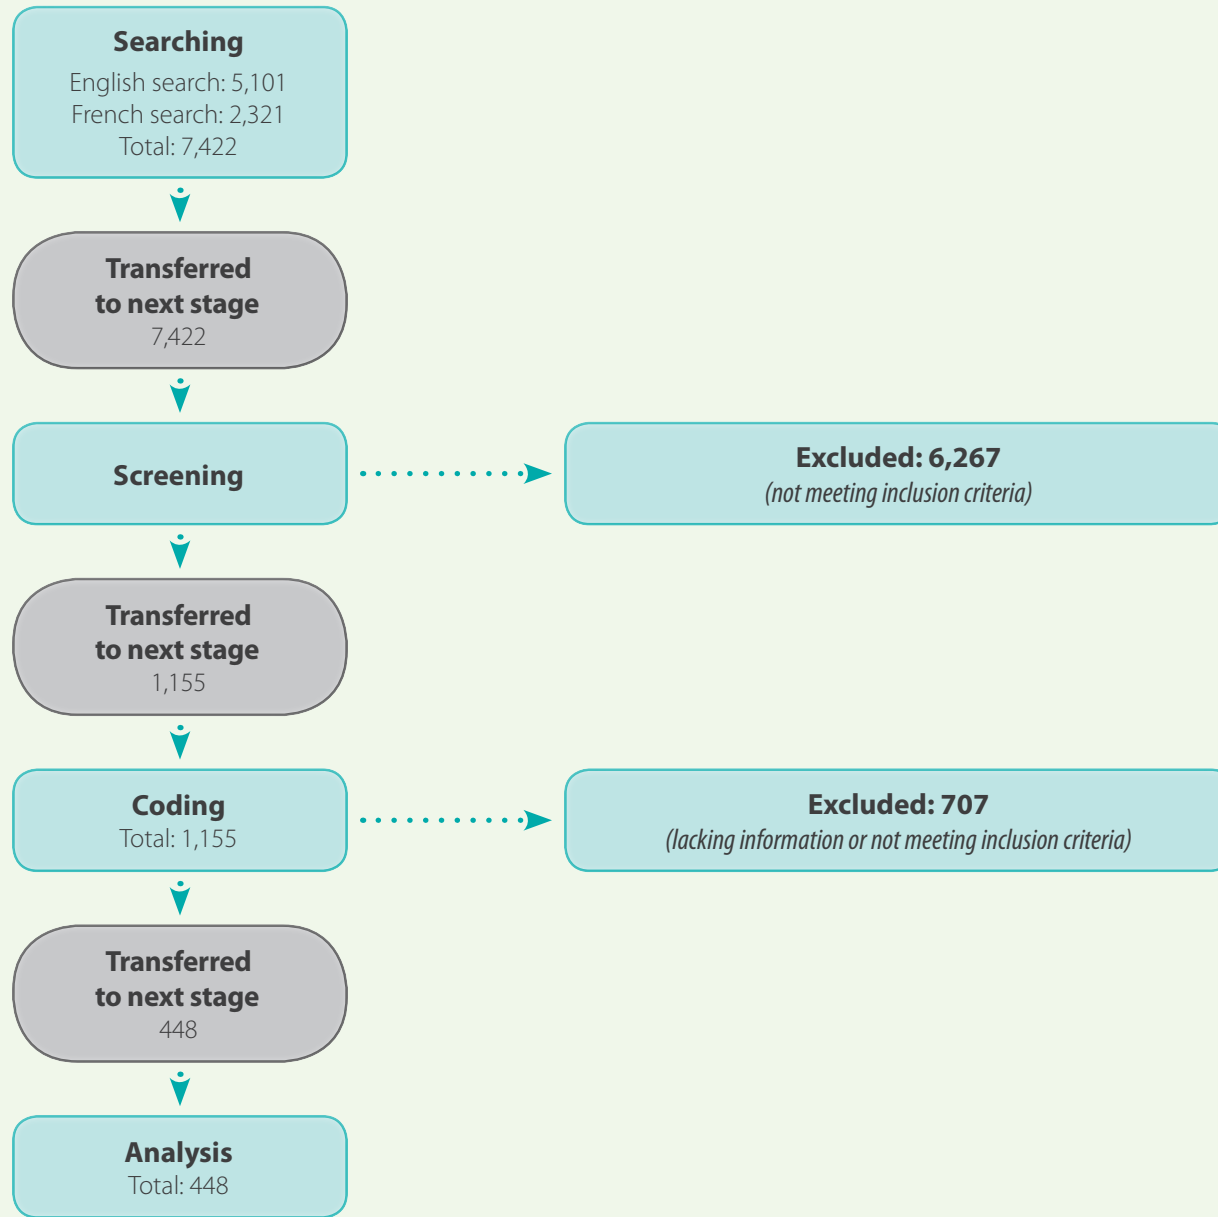 Searching
English search: 5,101
French search: 2,321
Total: 7,422
Transferred
to next stage
7,422
Screening
Excluded: 6,267
(not meeting inclusion criteria)
Transferred
to next stage
1,155
Coding
Total: 1,155
Excluded: 707
(lacking information or not meeting inclusion criteria)
Transferred
to next stage
448
Analysis
Total: 448